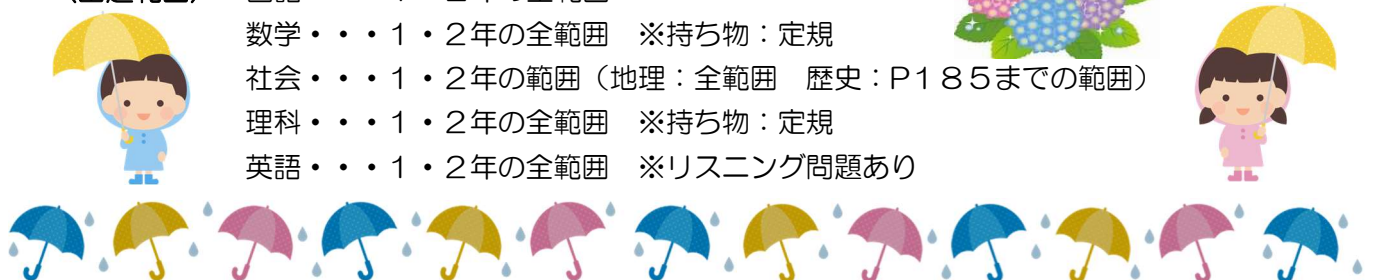 数学・・・１・２年の全範囲　※持ち物：定規
社会・・・１・２年の範囲（地理：全範囲　歴史：Ｐ１８５までの範囲）
理科・・・１・２年の全範囲　※持ち物：定規
英語・・・１・２年の全範囲　※リスニング問題あり